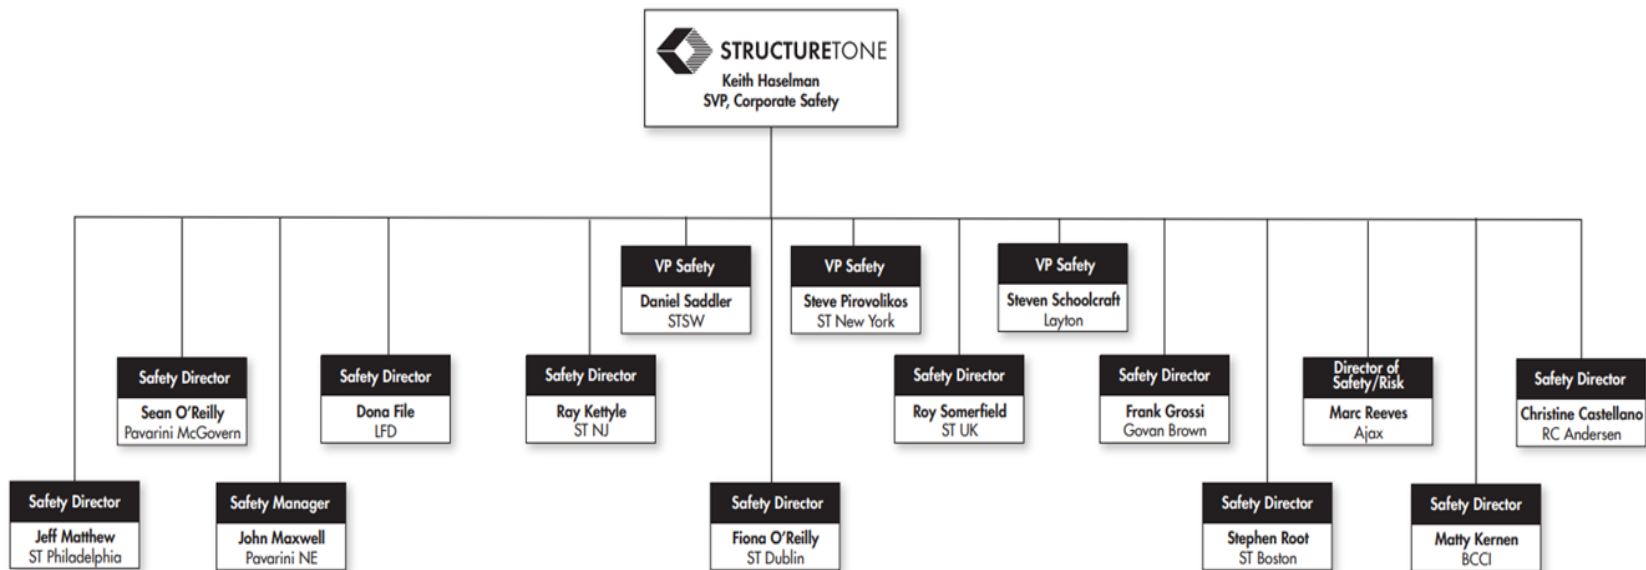 STRUCTURETONE
Keith Haselman
SVP, Corporate Safety
VP Safety
Daniel Saddler
STSW
VP Safety
Steve Pirovolikos
ST New York
VP Safety
Steven Schoolcraft
Layton
Safety Director
Sean O'Reilly
Pavarini McGovern
Safety Director
Dona File
LFD
Safety Director
Ray Kettyle
ST NJ
Safety Director
Roy Somerfield
ST UK
Safety Director
Frank Grossi
Govan Brown
Director of
Safety/Risk
Marc Reeves
Ajax
Safety Director
Christine Castellano
RC Andersen
Safety Director
Jeff Matthew
ST Philadelphia
Safety Manager
John Maxwell
Pavarini NE
Safety Director
Fiona O'Reilly
ST Dublin
Safety Director
Stephen Root
ST Boston
Safety Director
Matty Kernen
BCCI